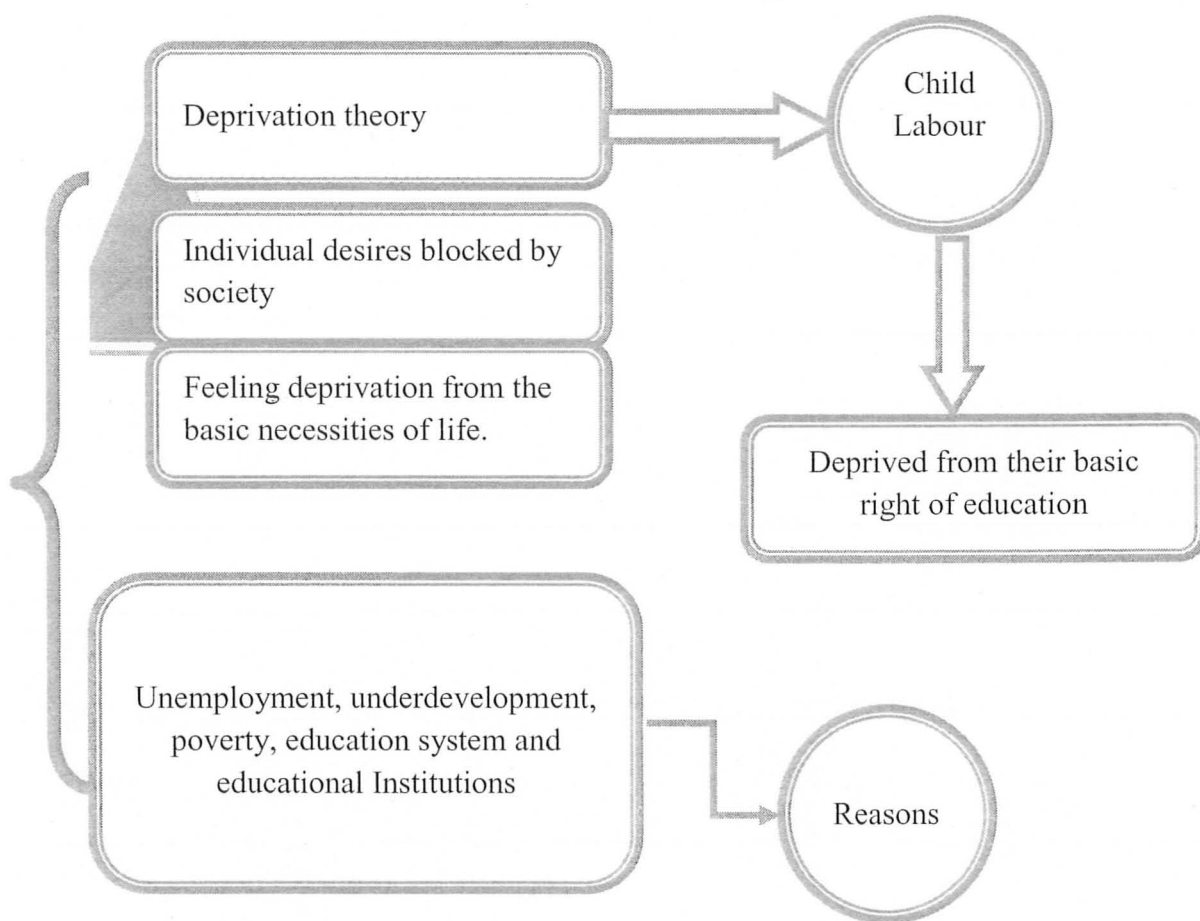 Deprivation theory
Child
Labour
Individual desires blocked by
society
Feeling deprivation from the
basic necessities of life.
Deprived from their basic
right of education
Unemployment, underdevelopment,
poverty, education system and
educational Institutions
Reasons